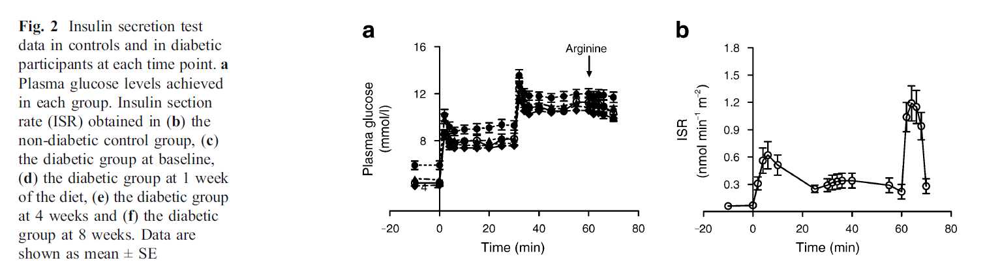 Fig. 2 Insulin secretion test
data in controls and in diabetic
participants at each time point. a
Plasma glucose levels achieved
in each group. Insulin section
rate (ISR) obtained in (b) the
non-diabetic control group, (c)
the diabetic group at baseline,
(d) the diabetic group at 1 week
of the diet, (e) the diabetic group
at 4 weeks and (f) the diabetic
group at 8 weeks. Data are
shown as mean ± SE
a
Plasma glucose
(mmol/l)
16
12
8
4
Arginine
−20 0 20 40 60 80
Time (min)
b
ISR
(nmol min⁻¹ m⁻²)
1.8
1.5
1.2
0.9
0.6
0.3
−20 0 20 40 60 80
Time (min)